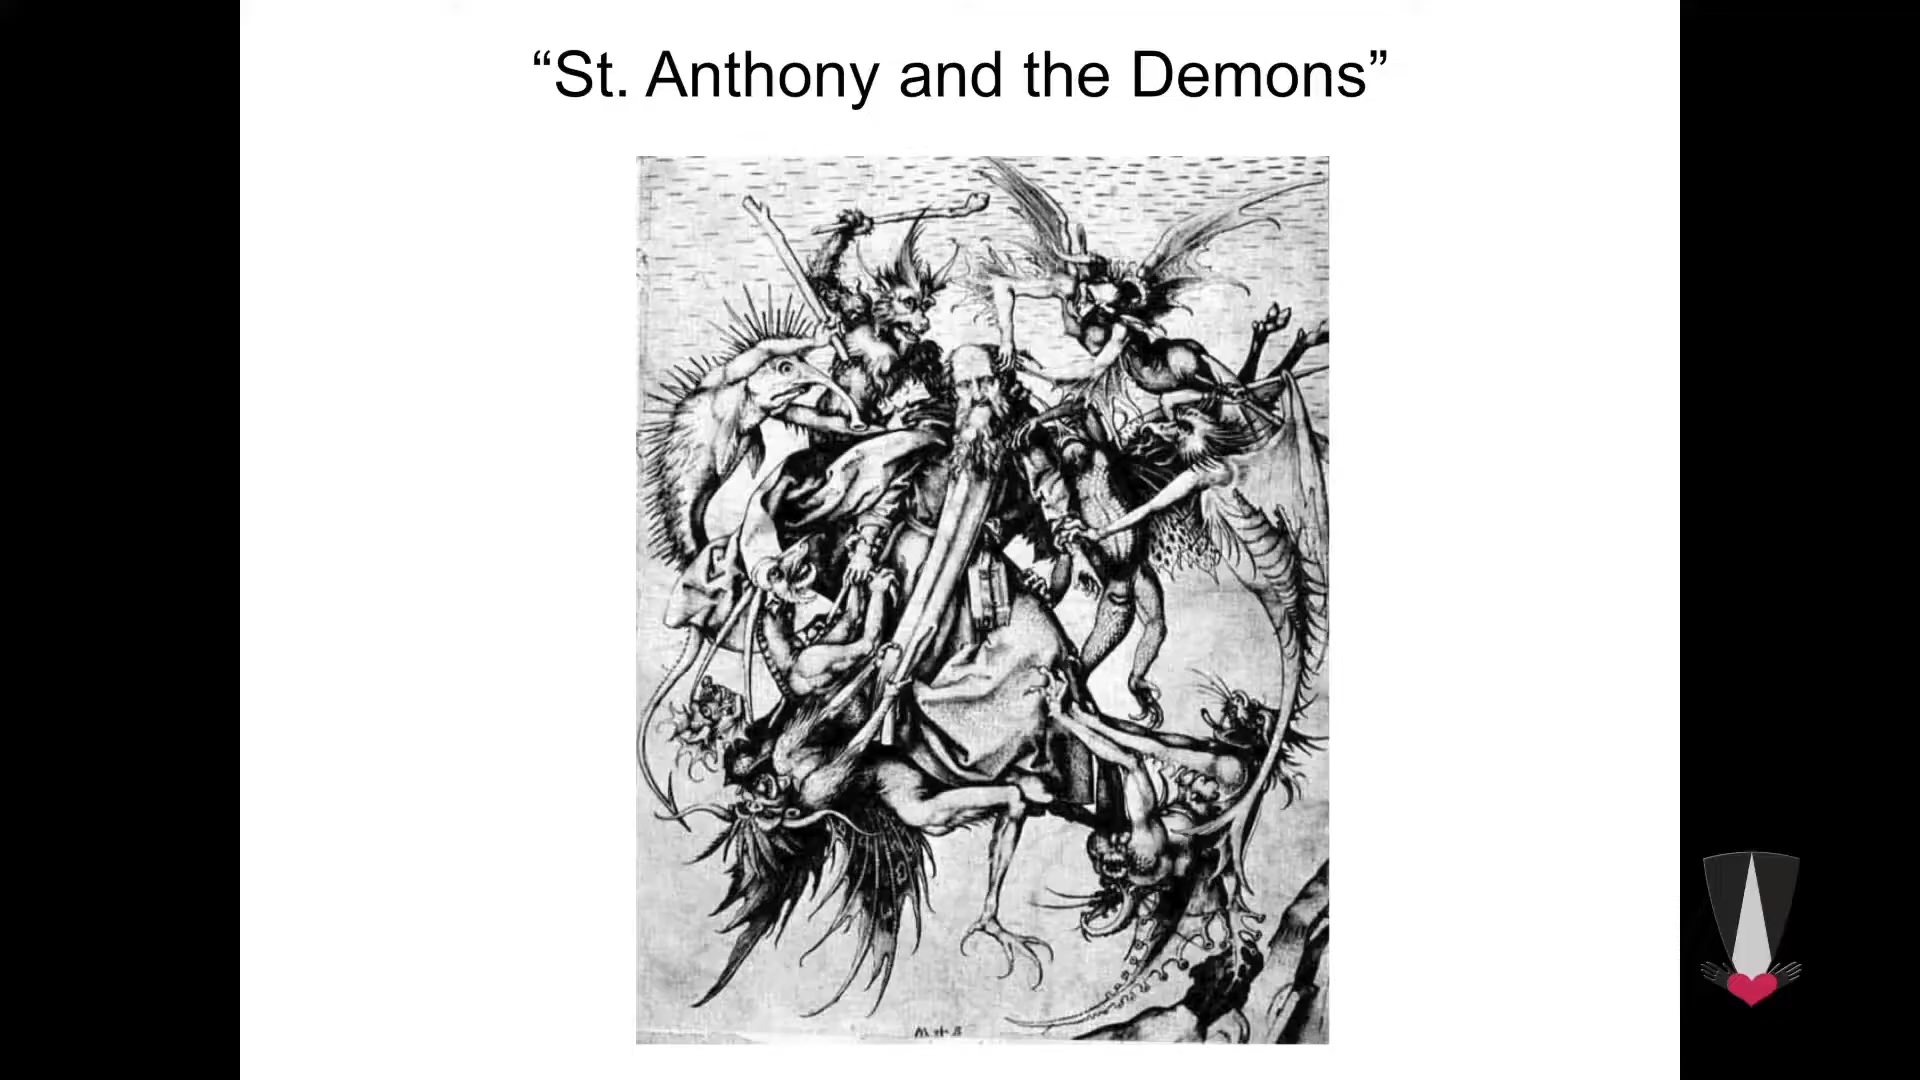 “St. Anthony and the Demons”
M+S